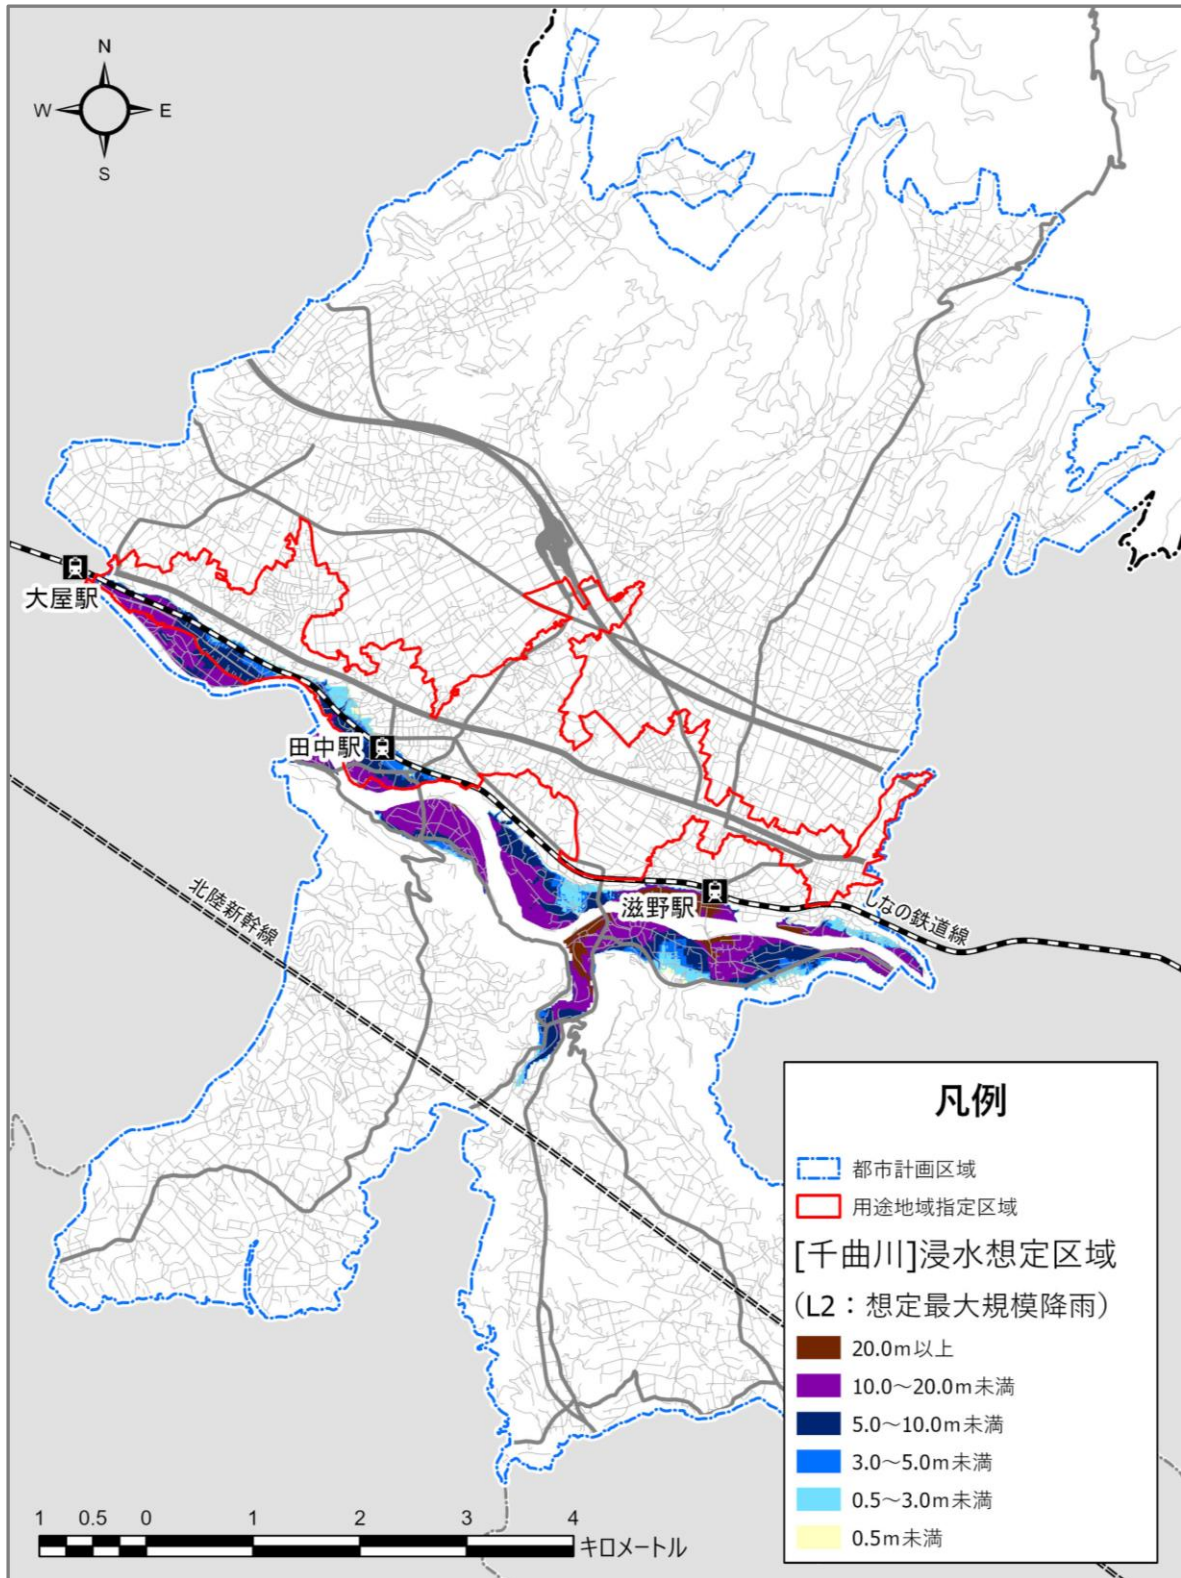 N
W
E
S
大屋駅
田中駅
滋野駅
しなの鉄道線
北陸新幹線
凡例
都市計画区域
用途地域指定区域
[千曲川]浸水想定区域
(L2：想定最大規模降雨)
20.0m以上
10.0～20.0m未満
5.0～10.0m未満
3.0～5.0m未満
0.5～3.0m未満
0.5m未満
1 0.5 0 1 2 3 4
キロメートル